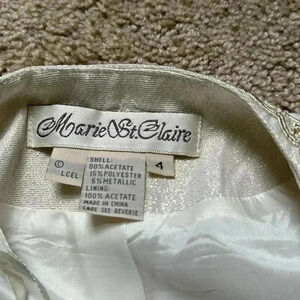 Marie St. Claire
©
LCEL
SHELL:
80% ACETATE
15% POLYESTER
5% METALLIC
LINING:
100% ACETATE
MADE IN CHINA
CARE SEE REVERSE
4